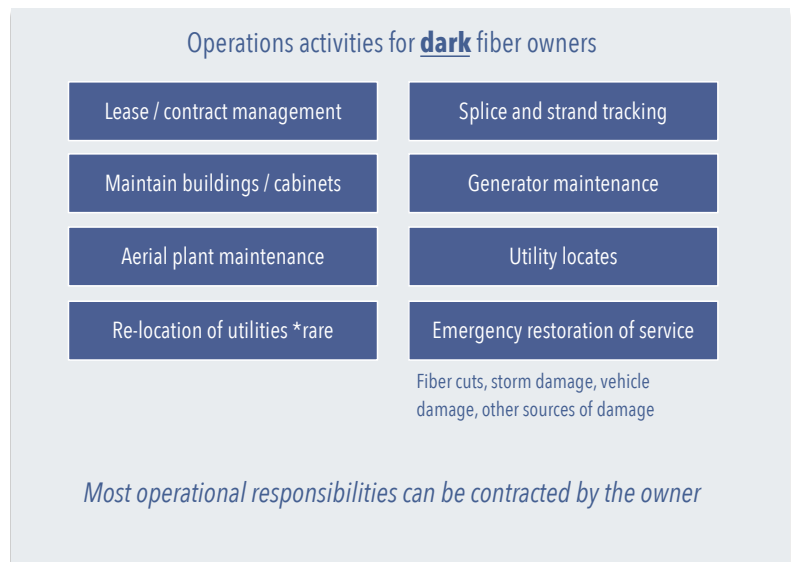 Operations activities for dark fiber owners
Lease / contract management
Splice and strand tracking
Maintain buildings / cabinets
Generator maintenance
Aerial plant maintenance
Utility locates
Re-location of utilities *rare
Emergency restoration of service
Fiber cuts, storm damage, vehicle
damage, other sources of damage
Most operational responsibilities can be contracted by the owner